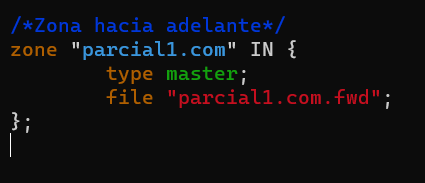 /*Zona hacia adelante*/
zone "parcial1.com" IN {
        type master;
        file "parcial1.com.fwd";
};